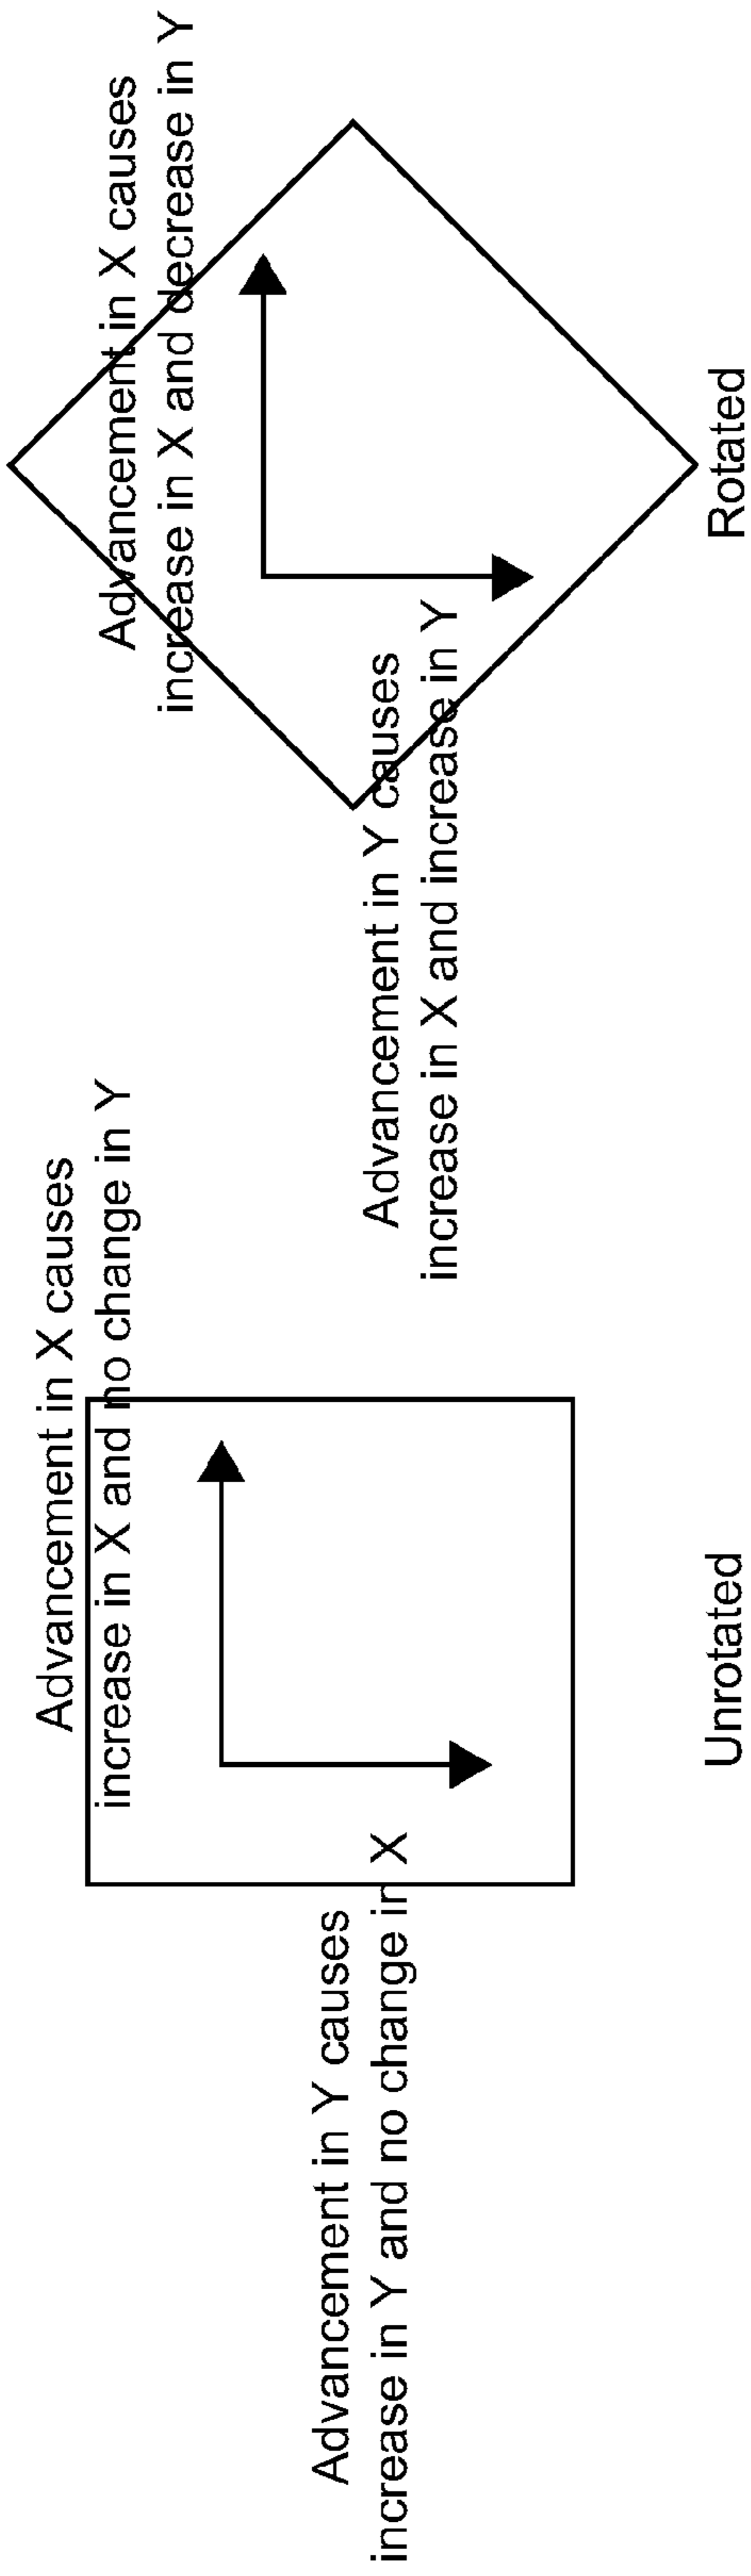 Advancement in X causes
increase in X and no change in Y
Advancement in Y causes
increase in Y and no change in X
Unrotated
Advancement in X causes
increase in X and decrease in Y
Advancement in Y causes
increase in X and increase in Y
Rotated